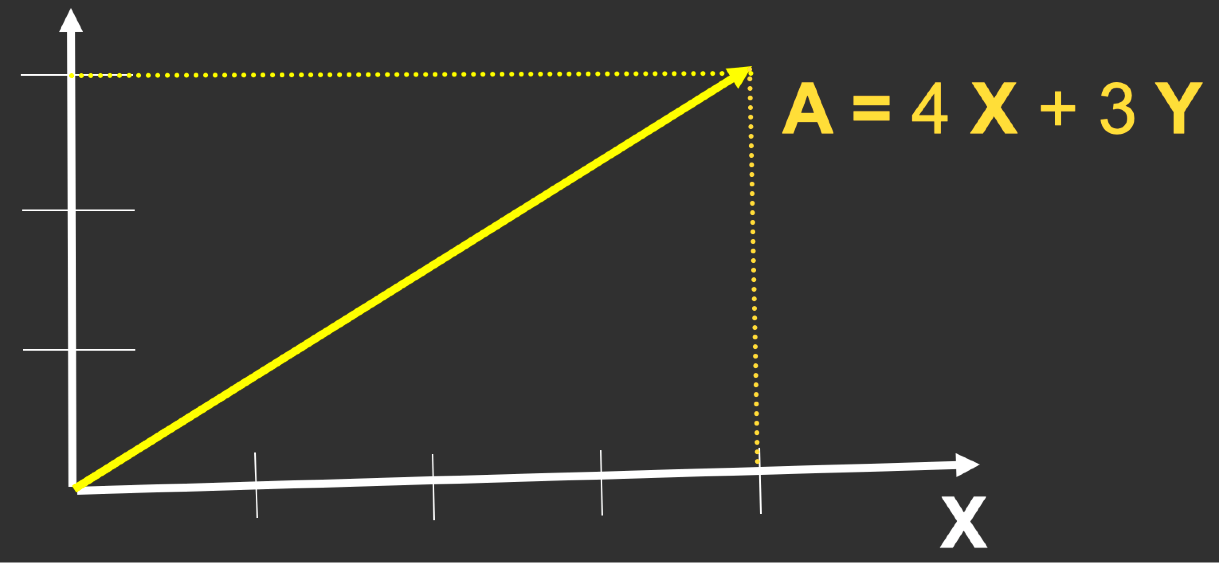 A = 4 X + 3 Y
X